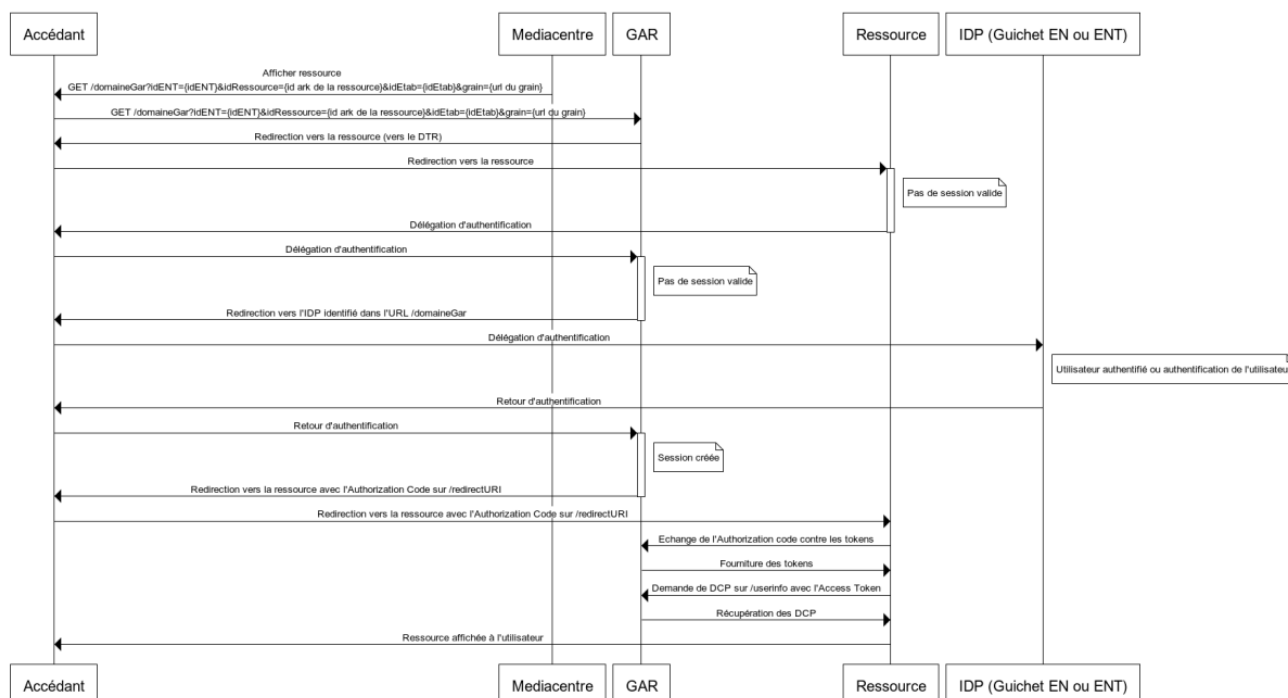 Accédant
Mediacentre
GAR
Ressource
IDP (Guichet EN ou ENT)
Afficher ressource
GET /domaineGar?idENT={idENT}&idRessource={id ark de la ressource}&idEtab={idEtab}&grain={url du grain}
GET /domaineGar?idENT={idENT}&idRessource={id ark de la ressource}&idEtab={idEtab}&grain={url du grain}
Redirection vers la ressource (vers le DTR)
Redirection vers la ressource
Pas de session valide
Délégation d'authentification
Délégation d'authentification
Pas de session valide
Redirection vers l'IDP identifié dans l'URL /domaineGar
Délégation d'authentification
Utilisateur authentifié ou authentification de l'utilisateu
Retour d'authentification
Retour d'authentification
Session créée
Redirection vers la ressource avec l'Authorization Code sur /redirectURI
Redirection vers la ressource avec l'Authorization Code sur /redirectURI
Echange de l'Authorization code contre les tokens
Fourniture des tokens
Demande de DCP sur /userinfo avec l'Access Token
Récupération des DCP
Ressource affichée à l'utilisateur
Accédant
Mediacentre
GAR
Ressource
IDP (Guichet EN ou ENT)